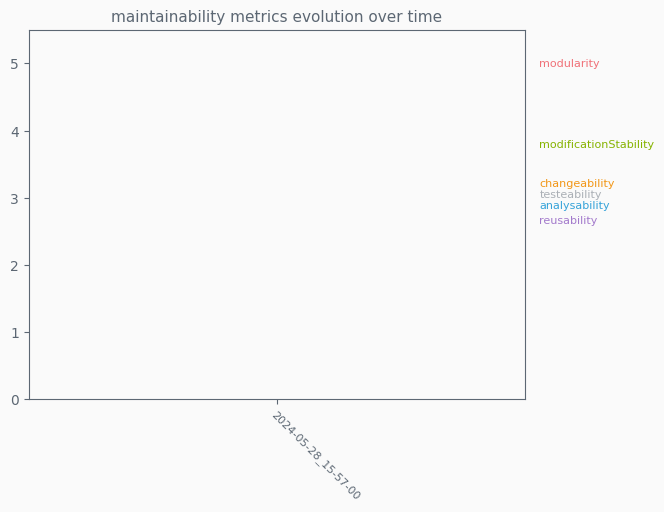 maintainability metrics evolution over time
5
4
3
2
1
0
modularity
modificationStability
changeability
testeability
analysability
reusability
2024-05-28_15-57-00